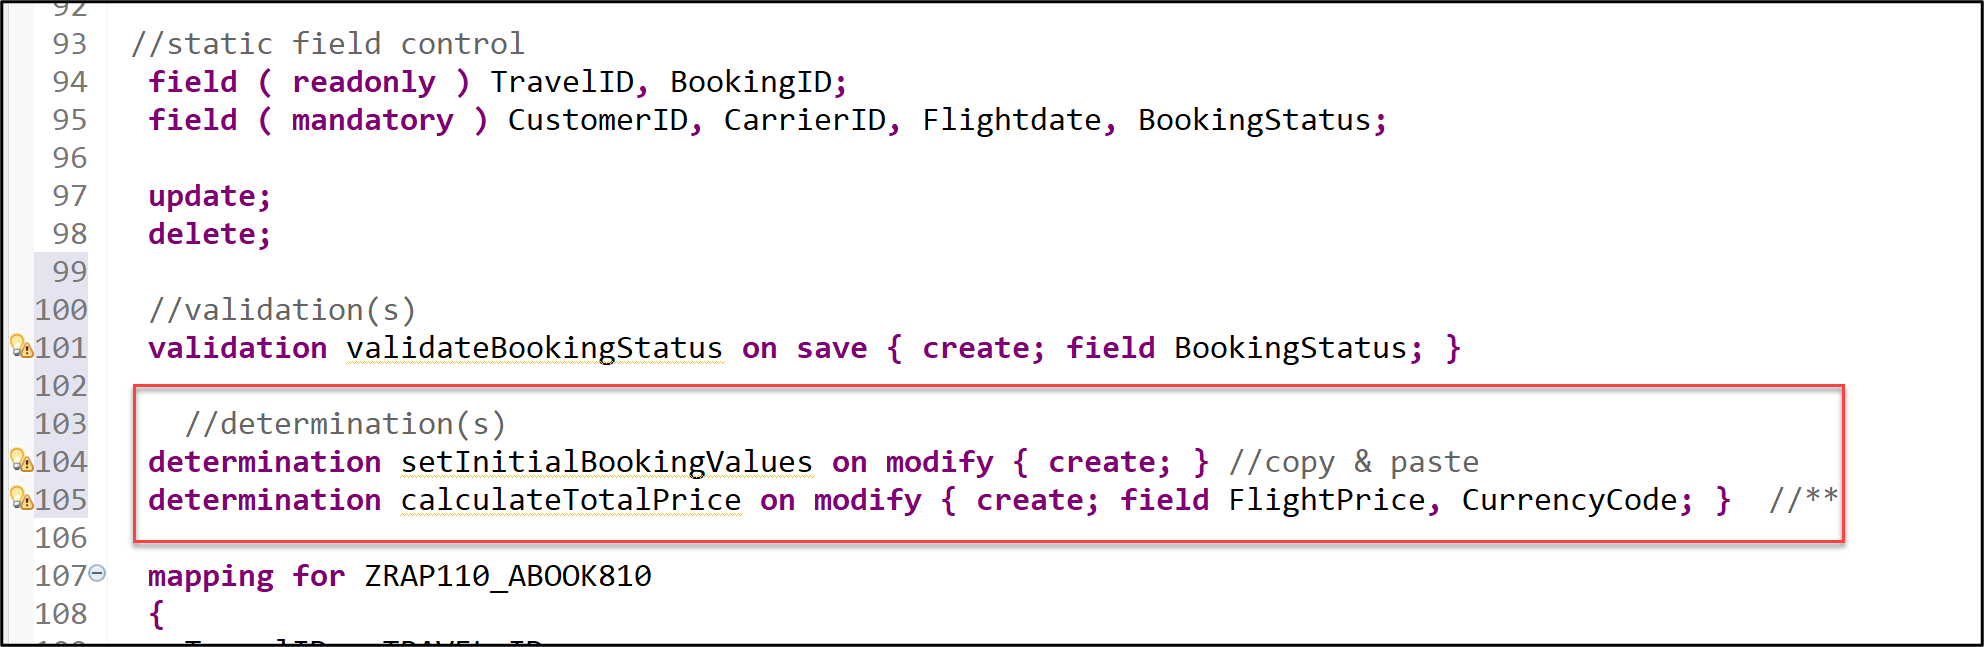 92
93 //static field control
94 field ( readonly ) TravelID, BookingID;
95 field ( mandatory ) CustomerID, CarrierID, Flightdate, BookingStatus;
96
97 update;
98 delete;
99
100 //validation(s)
101 validation validateBookingStatus on save { create; field BookingStatus; }
102
103 //determination(s)
104 determination setInitialBookingValues on modify { create; } //copy & paste
105 determination calculateTotalPrice on modify { create; field FlightPrice, CurrencyCode; } //**
106
107 mapping for ZRAP110_ABOOK810
108 {